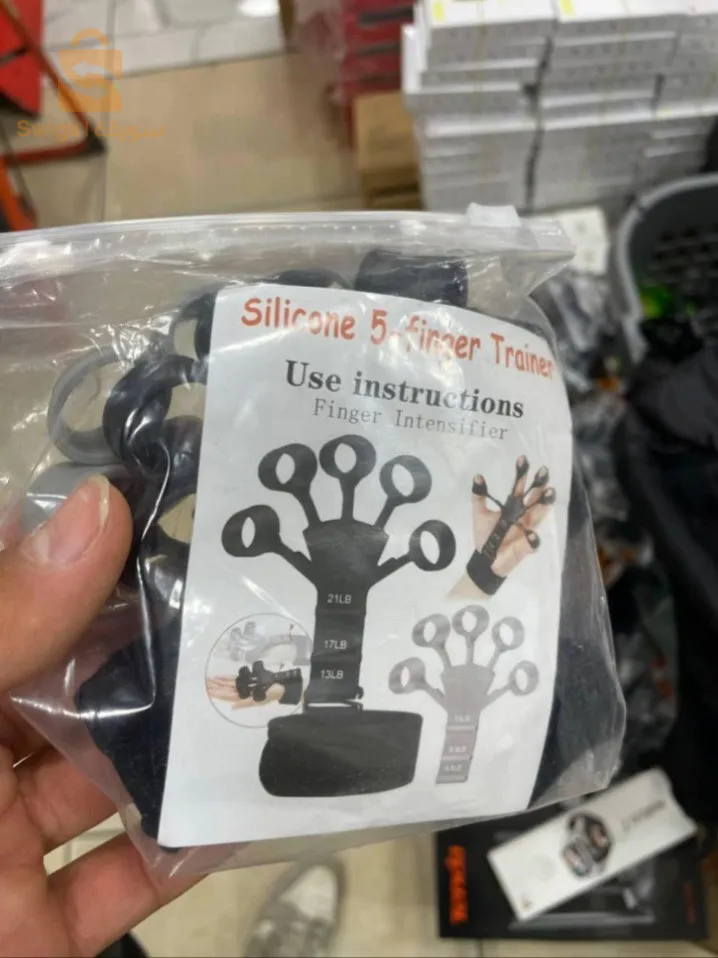 Silicone 5-finger Trainer
Use instructions
Finger Intensifier
21LB
17LB
13LB